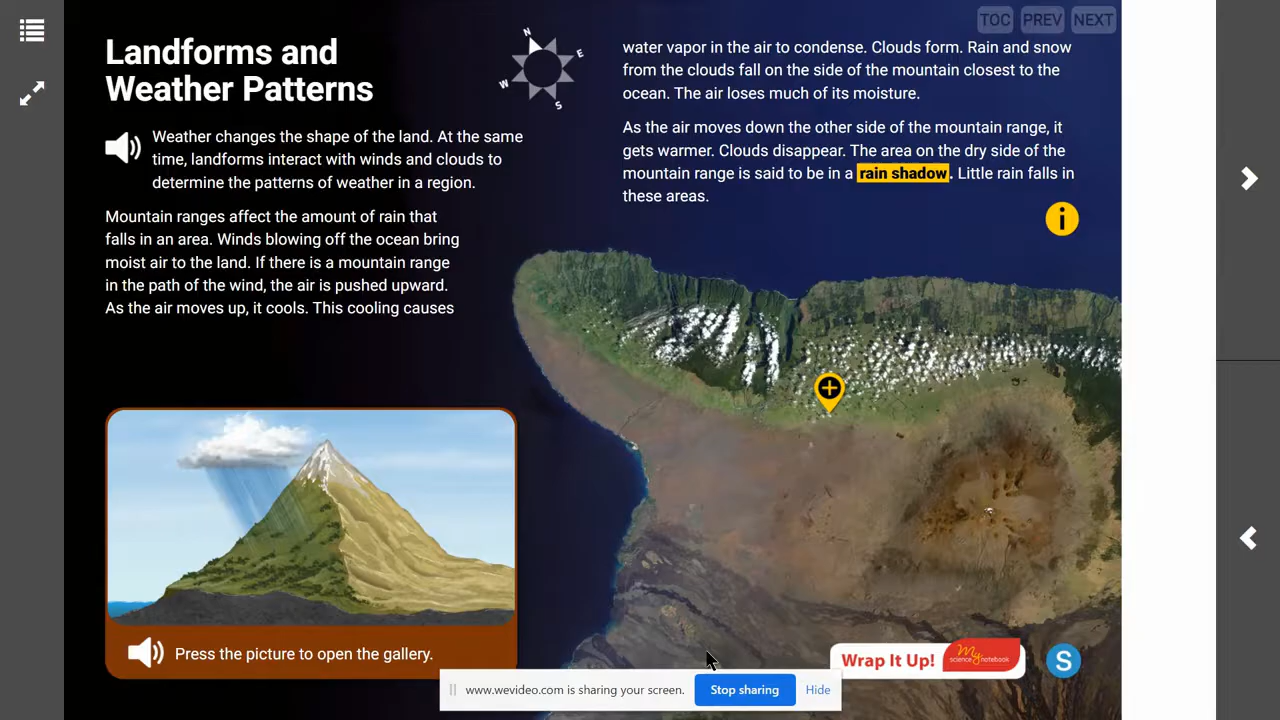 TOC PREV NEXT
Landforms and
Weather Patterns
N
E
W
S
Weather changes the shape of the land. At the same
time, landforms interact with winds and clouds to
determine the patterns of weather in a region.
Mountain ranges affect the amount of rain that
falls in an area. Winds blowing off the ocean bring
moist air to the land. If there is a mountain range
in the path of the wind, the air is pushed upward.
As the air moves up, it cools. This cooling causes
water vapor in the air to condense. Clouds form. Rain and snow
from the clouds fall on the side of the mountain closest to the
ocean. The air loses much of its moisture.
As the air moves down the other side of the mountain range, it
gets warmer. Clouds disappear. The area on the dry side of the
mountain range is said to be in a rain shadow. Little rain falls in
these areas.
i
Press the picture to open the gallery.
Wrap It Up! My science notebook
S
www.wevideo.com is sharing your screen. Stop sharing Hide